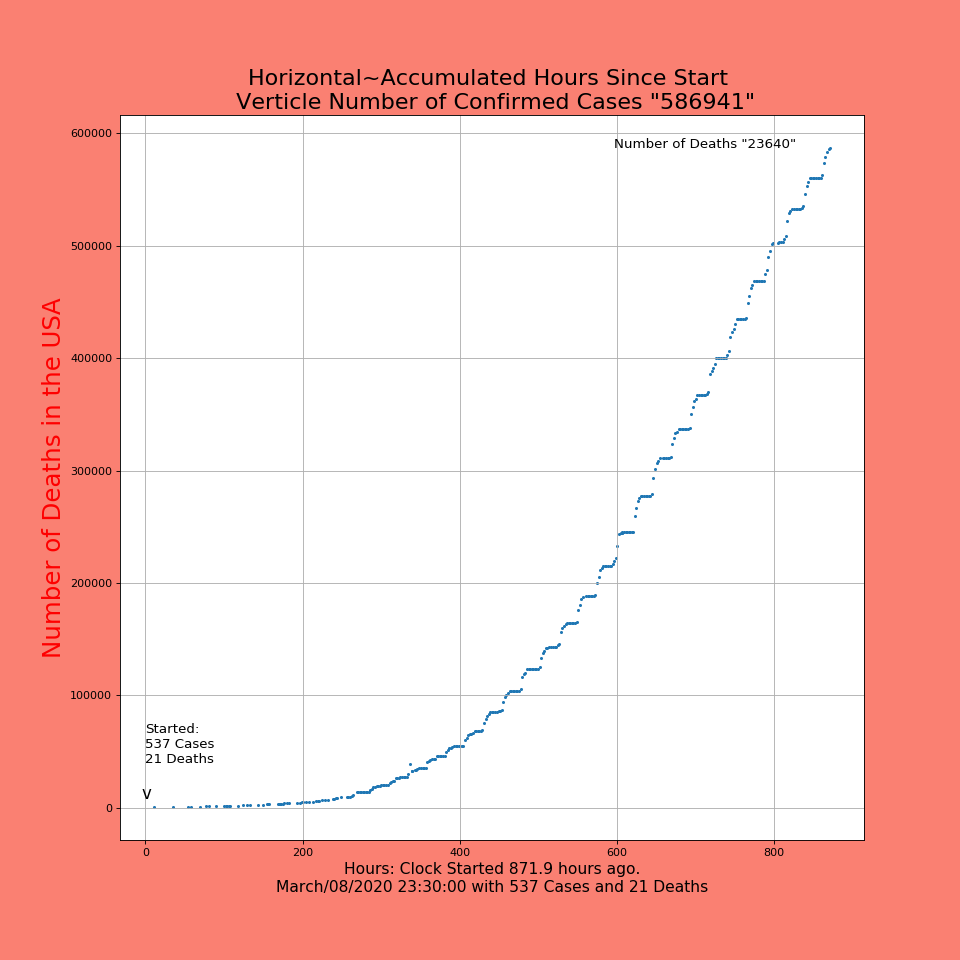 Horizontal~Accumulated Hours Since Start
Verticle Number of Confirmed Cases "586941"
Number of Deaths "23640"
600000
500000
400000
300000
200000
100000
0
Number of Deaths in the USA
Started:
537 Cases
21 Deaths
v
0 200 400 600 800
Hours: Clock Started 871.9 hours ago.
March/08/2020 23:30:00 with 537 Cases and 21 Deaths